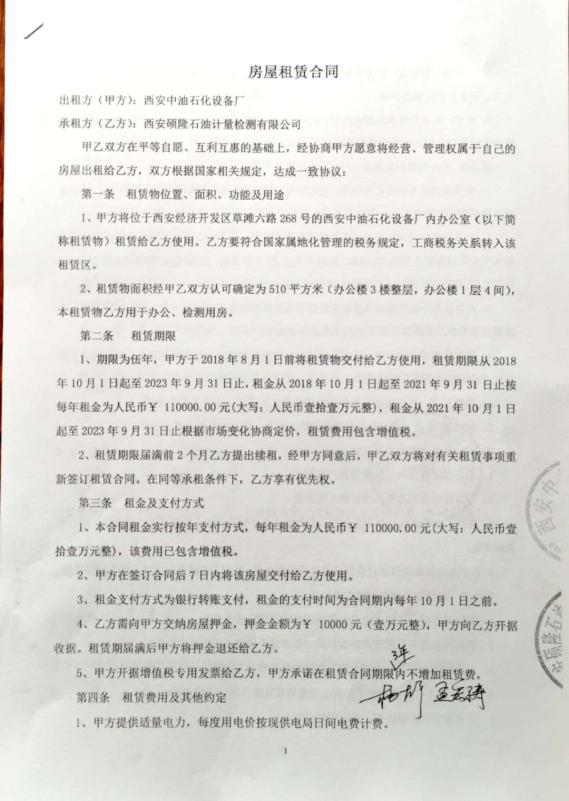 房屋租赁合同
出租方（甲方）：西安中油石化设备厂
承租方（乙方）：西安硕隆石油计量检测有限公司
甲乙双方在平等自愿、互利互惠的基础上，经协商甲方愿意将经营、管理权属于自己的
房屋出租给乙方，双方根据国家相关规定，达成一致协议：
第一条 租赁物位置、面积、功能及用途
1、甲方将位于西安经济开发区草滩六路 268 号的西安中油石化设备厂内办公室（以下简
称租赁物）租赁给乙方使用。乙方要符合国家属地化管理的税务规定，工商税务关系转入该
租赁区。
2、租赁物面积经甲乙双方认可确定为 510 平方米（办公楼 3 楼整层，办公楼 1 层 4 间），
本租赁物乙方用于办公、检测用房。
第二条 租赁期限
1、期限为伍年，甲方于 2018 年 8 月 1 日前将租赁物交付给乙方使用，租赁期限从 2018
年 10 月 1 日起至 2023 年 9 月 31 日止，租金从 2018 年 10 月 1 日起至 2021 年 9 月 31 日止按
每年租金为人民币￥ 110000.00 元(大写：人民币壹拾壹万元整)，租金从 2021 年 10 月 1 日
起至 2023 年 9 月 31 日止根据市场变化协商定价，租赁费用包含增值税。
2、租赁期限届满前 2 个月乙方提出续租。经甲方同意后，甲乙双方将对有关租赁事项重
新签订租赁合同。在同等承租条件下，乙方享有优先权。
第三条 租金及支付方式
1、本合同租金实行按年支付方式，每年租金为人民币￥ 110000.00 元(大写：人民币壹
拾壹万元整)，该费用已包含增值税。
2、甲方在签订合同后 7 日内将该房屋交付给乙方使用。
3、租金支付方式为银行转账支付，租金的支付时间为合同期内每年 10 月 1 日之前。
4、乙方需向甲方交纳房屋押金，押金金额为￥ 10000 元（壹万元整），甲方向乙方开据
收据。租赁期届满后甲方将押金退还给乙方。
3年
5、甲方开据增值税专用发票给乙方，甲方承诺在租赁合同期限内不增加租赁费。
第四条 租赁费用及其他约定
1、甲方提供适量电力，每度用电价按现供电局日间电费计费。
1
西安中
硕隆石油